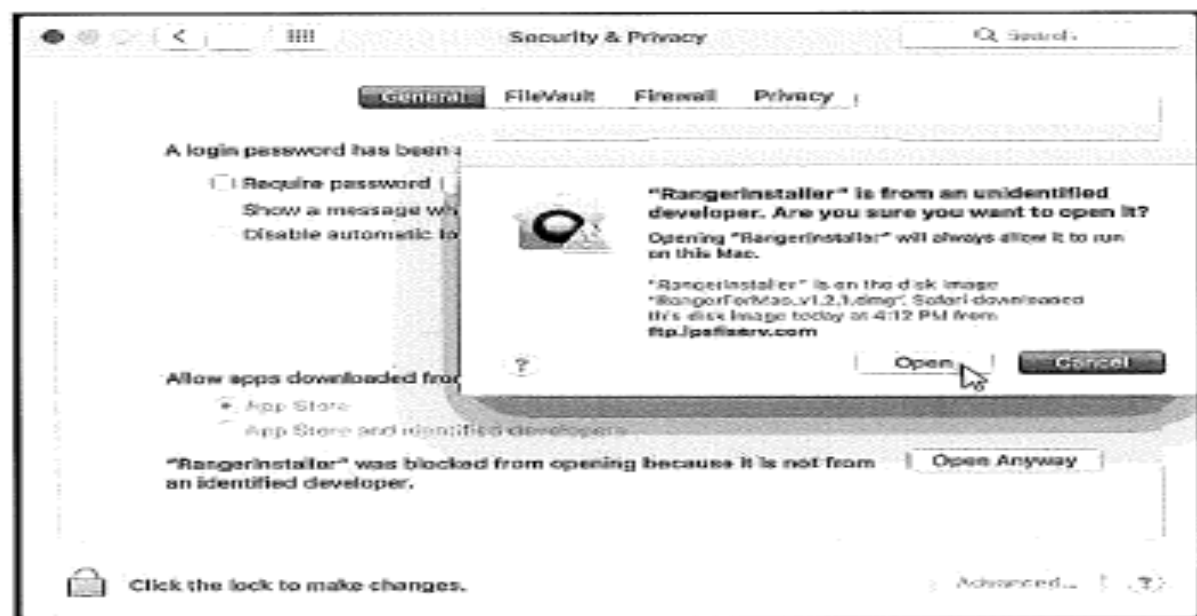 Security & Privacy
Search
General FileVault Firewall Privacy
A login password has been
Require password
Show a message wh
Disable automatic lo
"RangerInstaller" is from an unidentified
developer. Are you sure you want to open it?
Opening "RangerInstaller" will always allow it to run
on this Mac.
"RangerInstaller" is on the disk image
"RangerForMac_v1.2.1.dmg". Safari downloaded
this disk image today at 4:12 PM from
?
Open
Cancel
Allow apps downloaded from
App Store
App Store and identified developers
"RangerInstaller" was blocked from opening because it is not from
an identified developer.
Open Anyway
Click the lock to make changes.
Advanced...
?